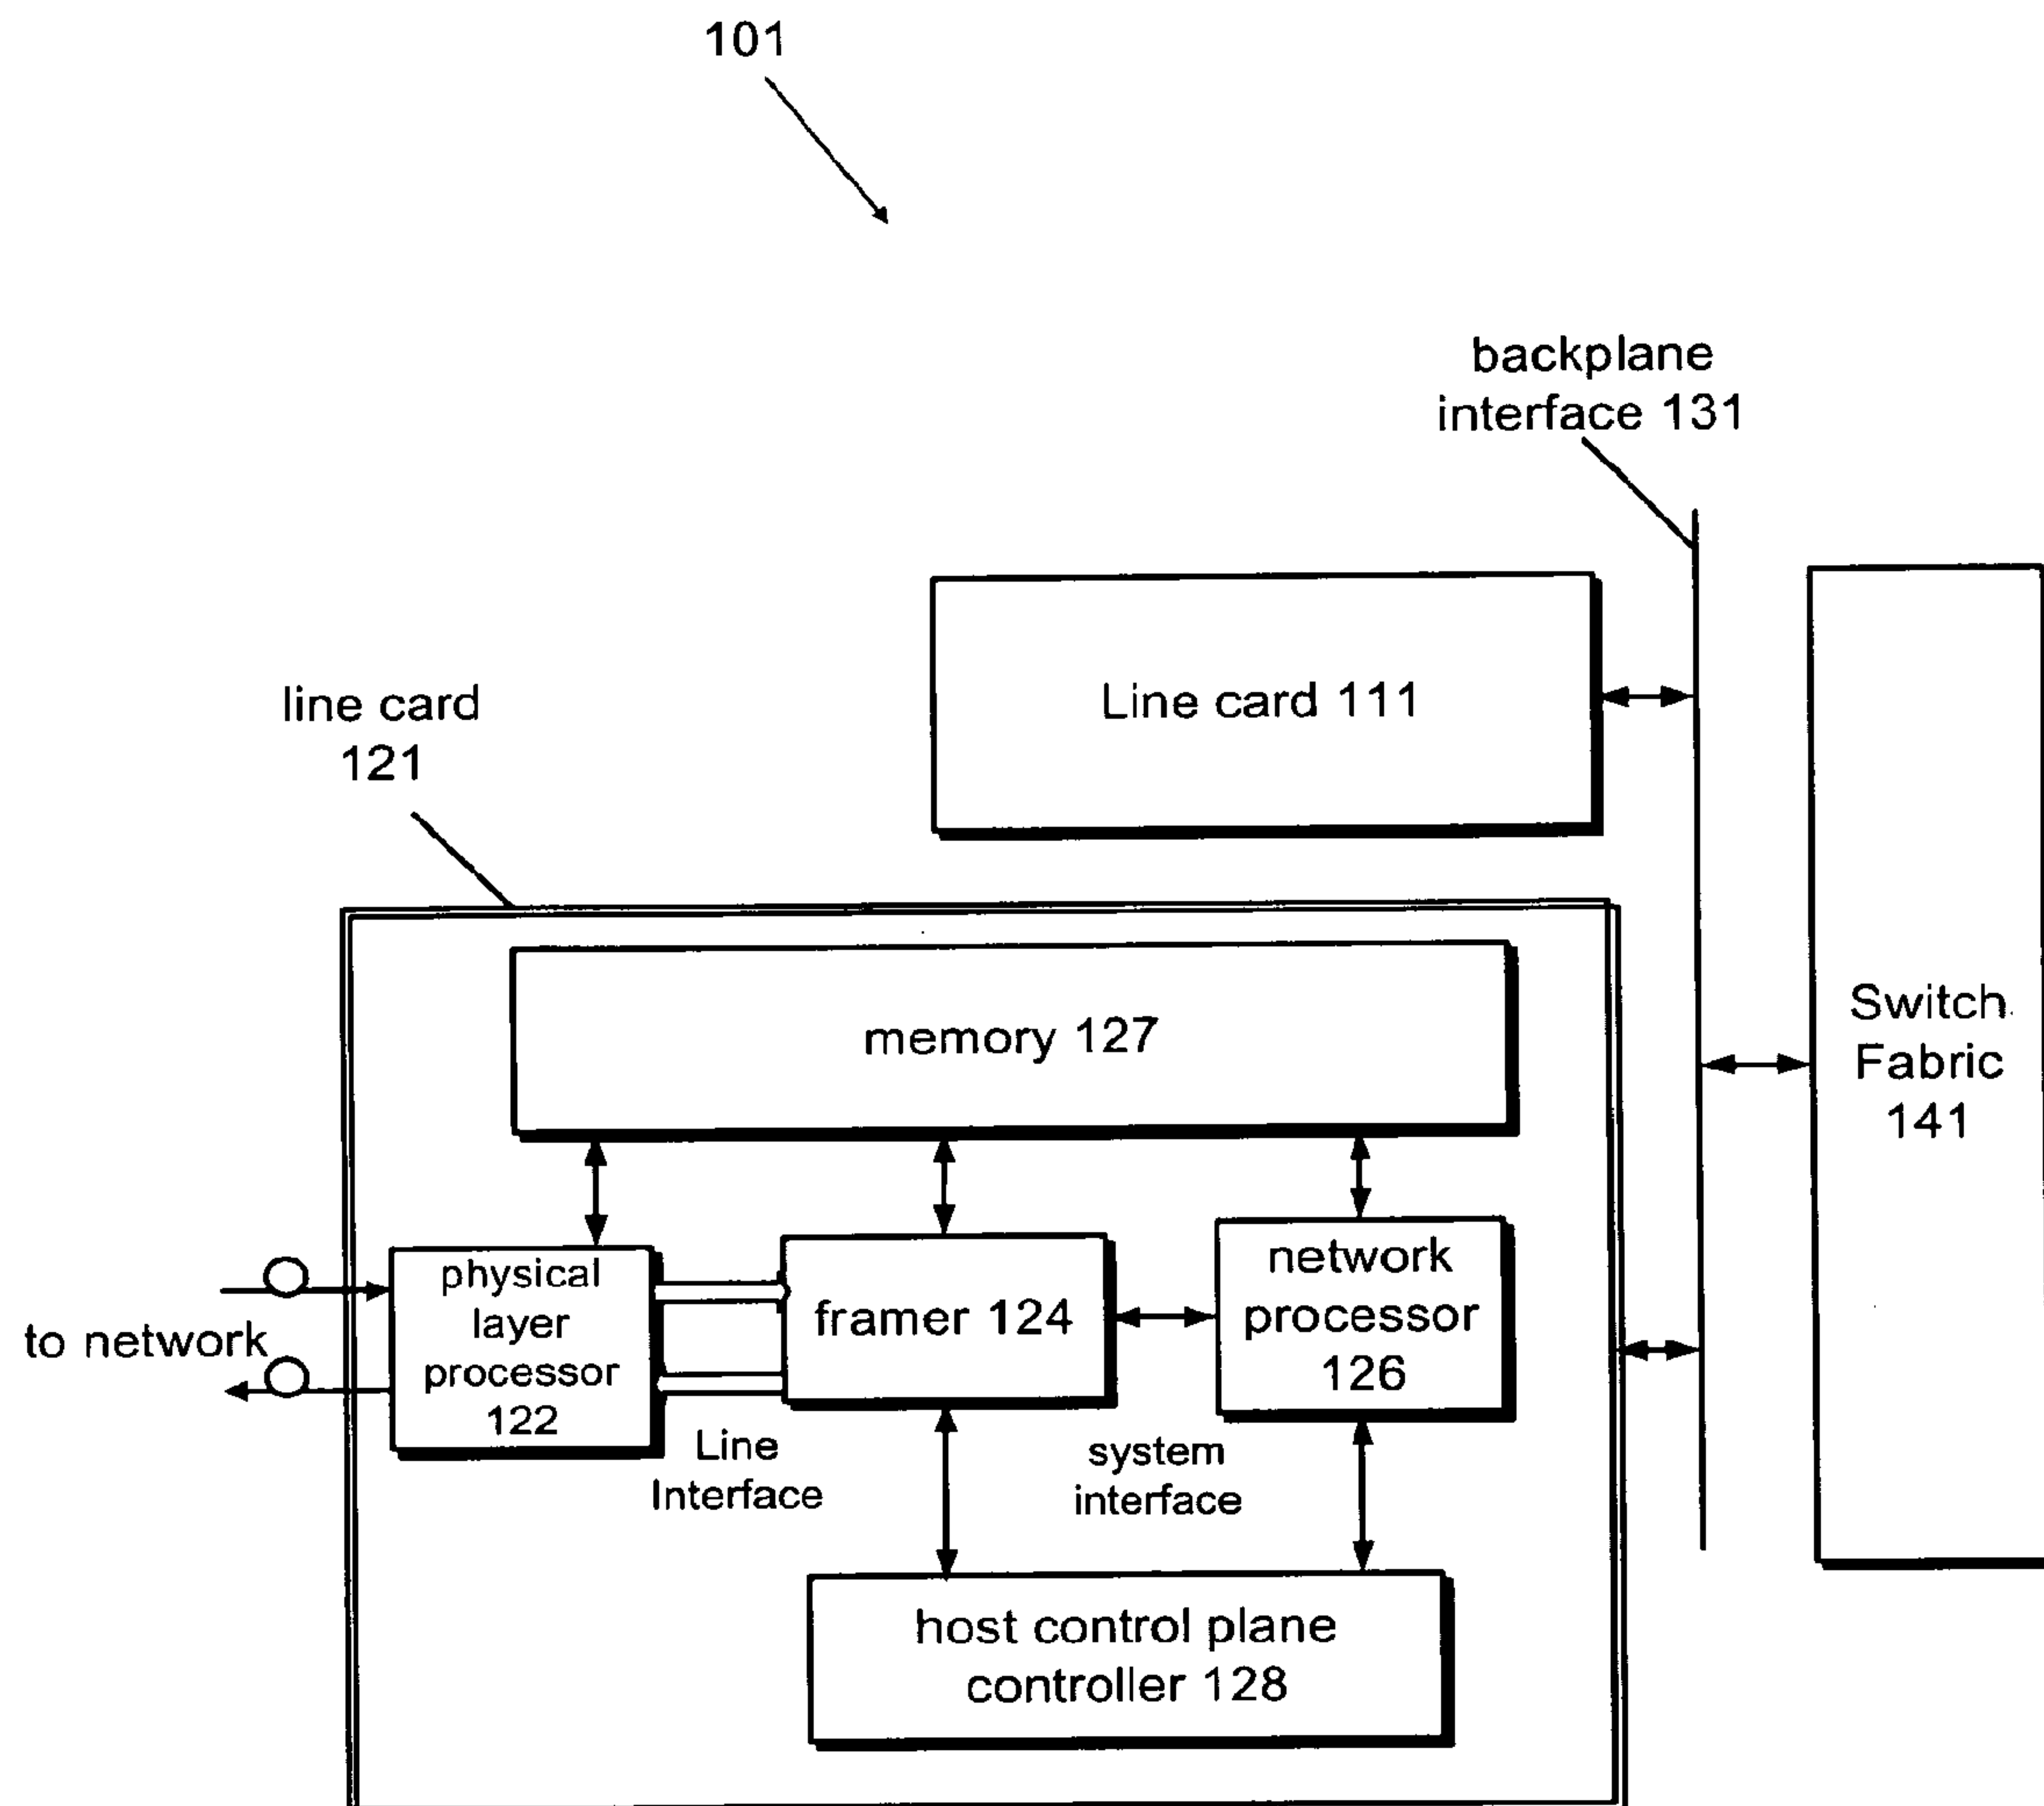 101
backplane
interface 131
Line card 111
line card
121
memory 127
Switch
Fabric
141
physical
layer
processor
122
framer 124
network
processor
126
to network
Line
Interface
system
interface
host control plane
controller 128